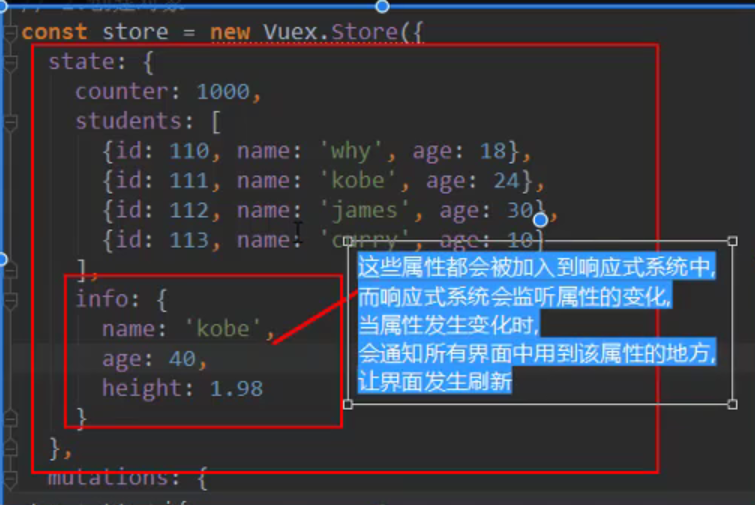 const store = new Vuex.Store({
state: {
counter: 1000,
students: [
{id: 110, name: 'why', age: 18},
{id: 111, name: 'kobe', age: 24},
{id: 112, name: 'james', age: 30},
{id: 113, name: 'curry', age: 10}
],
info: {
name: 'kobe',
age: 40,
height: 1.98
}
},
mutations: {
这些属性都会被加入到响应式系统中,
而响应式系统会监听属性的变化,
当属性发生变化时,
会通知所有界面中用到该属性的地方,
让界面发生刷新